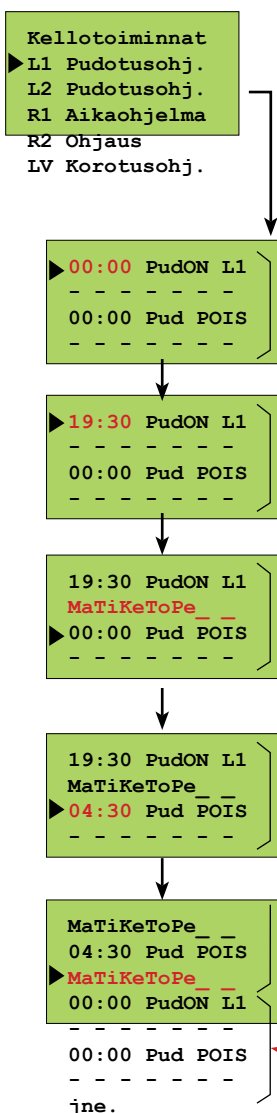 Kellotoiminnat
L1 Pudotusohj.
L2 Pudotusohj.
R1 Aikaohjelma
R2 Ohjaus
LV Korotusohj.
00:00 PudON L1
- - - - - - -
00:00 Pud POIS
- - - - - - -
19:30 PudON L1
- - - - - - -
00:00 Pud POIS
- - - - - - -
19:30 PudON L1
MaTiKeToPe_ _
00:00 Pud POIS
- - - - - - -
19:30 PudON L1
MaTiKeToPe_ _
04:30 Pud POIS
- - - - - - -
MaTiKeToPe_ _
04:30 Pud POIS
MaTiKeToPe_ _
00:00 PudON L1
- - - - - - -
00:00 Pud POIS
- - - - - - -
jne.